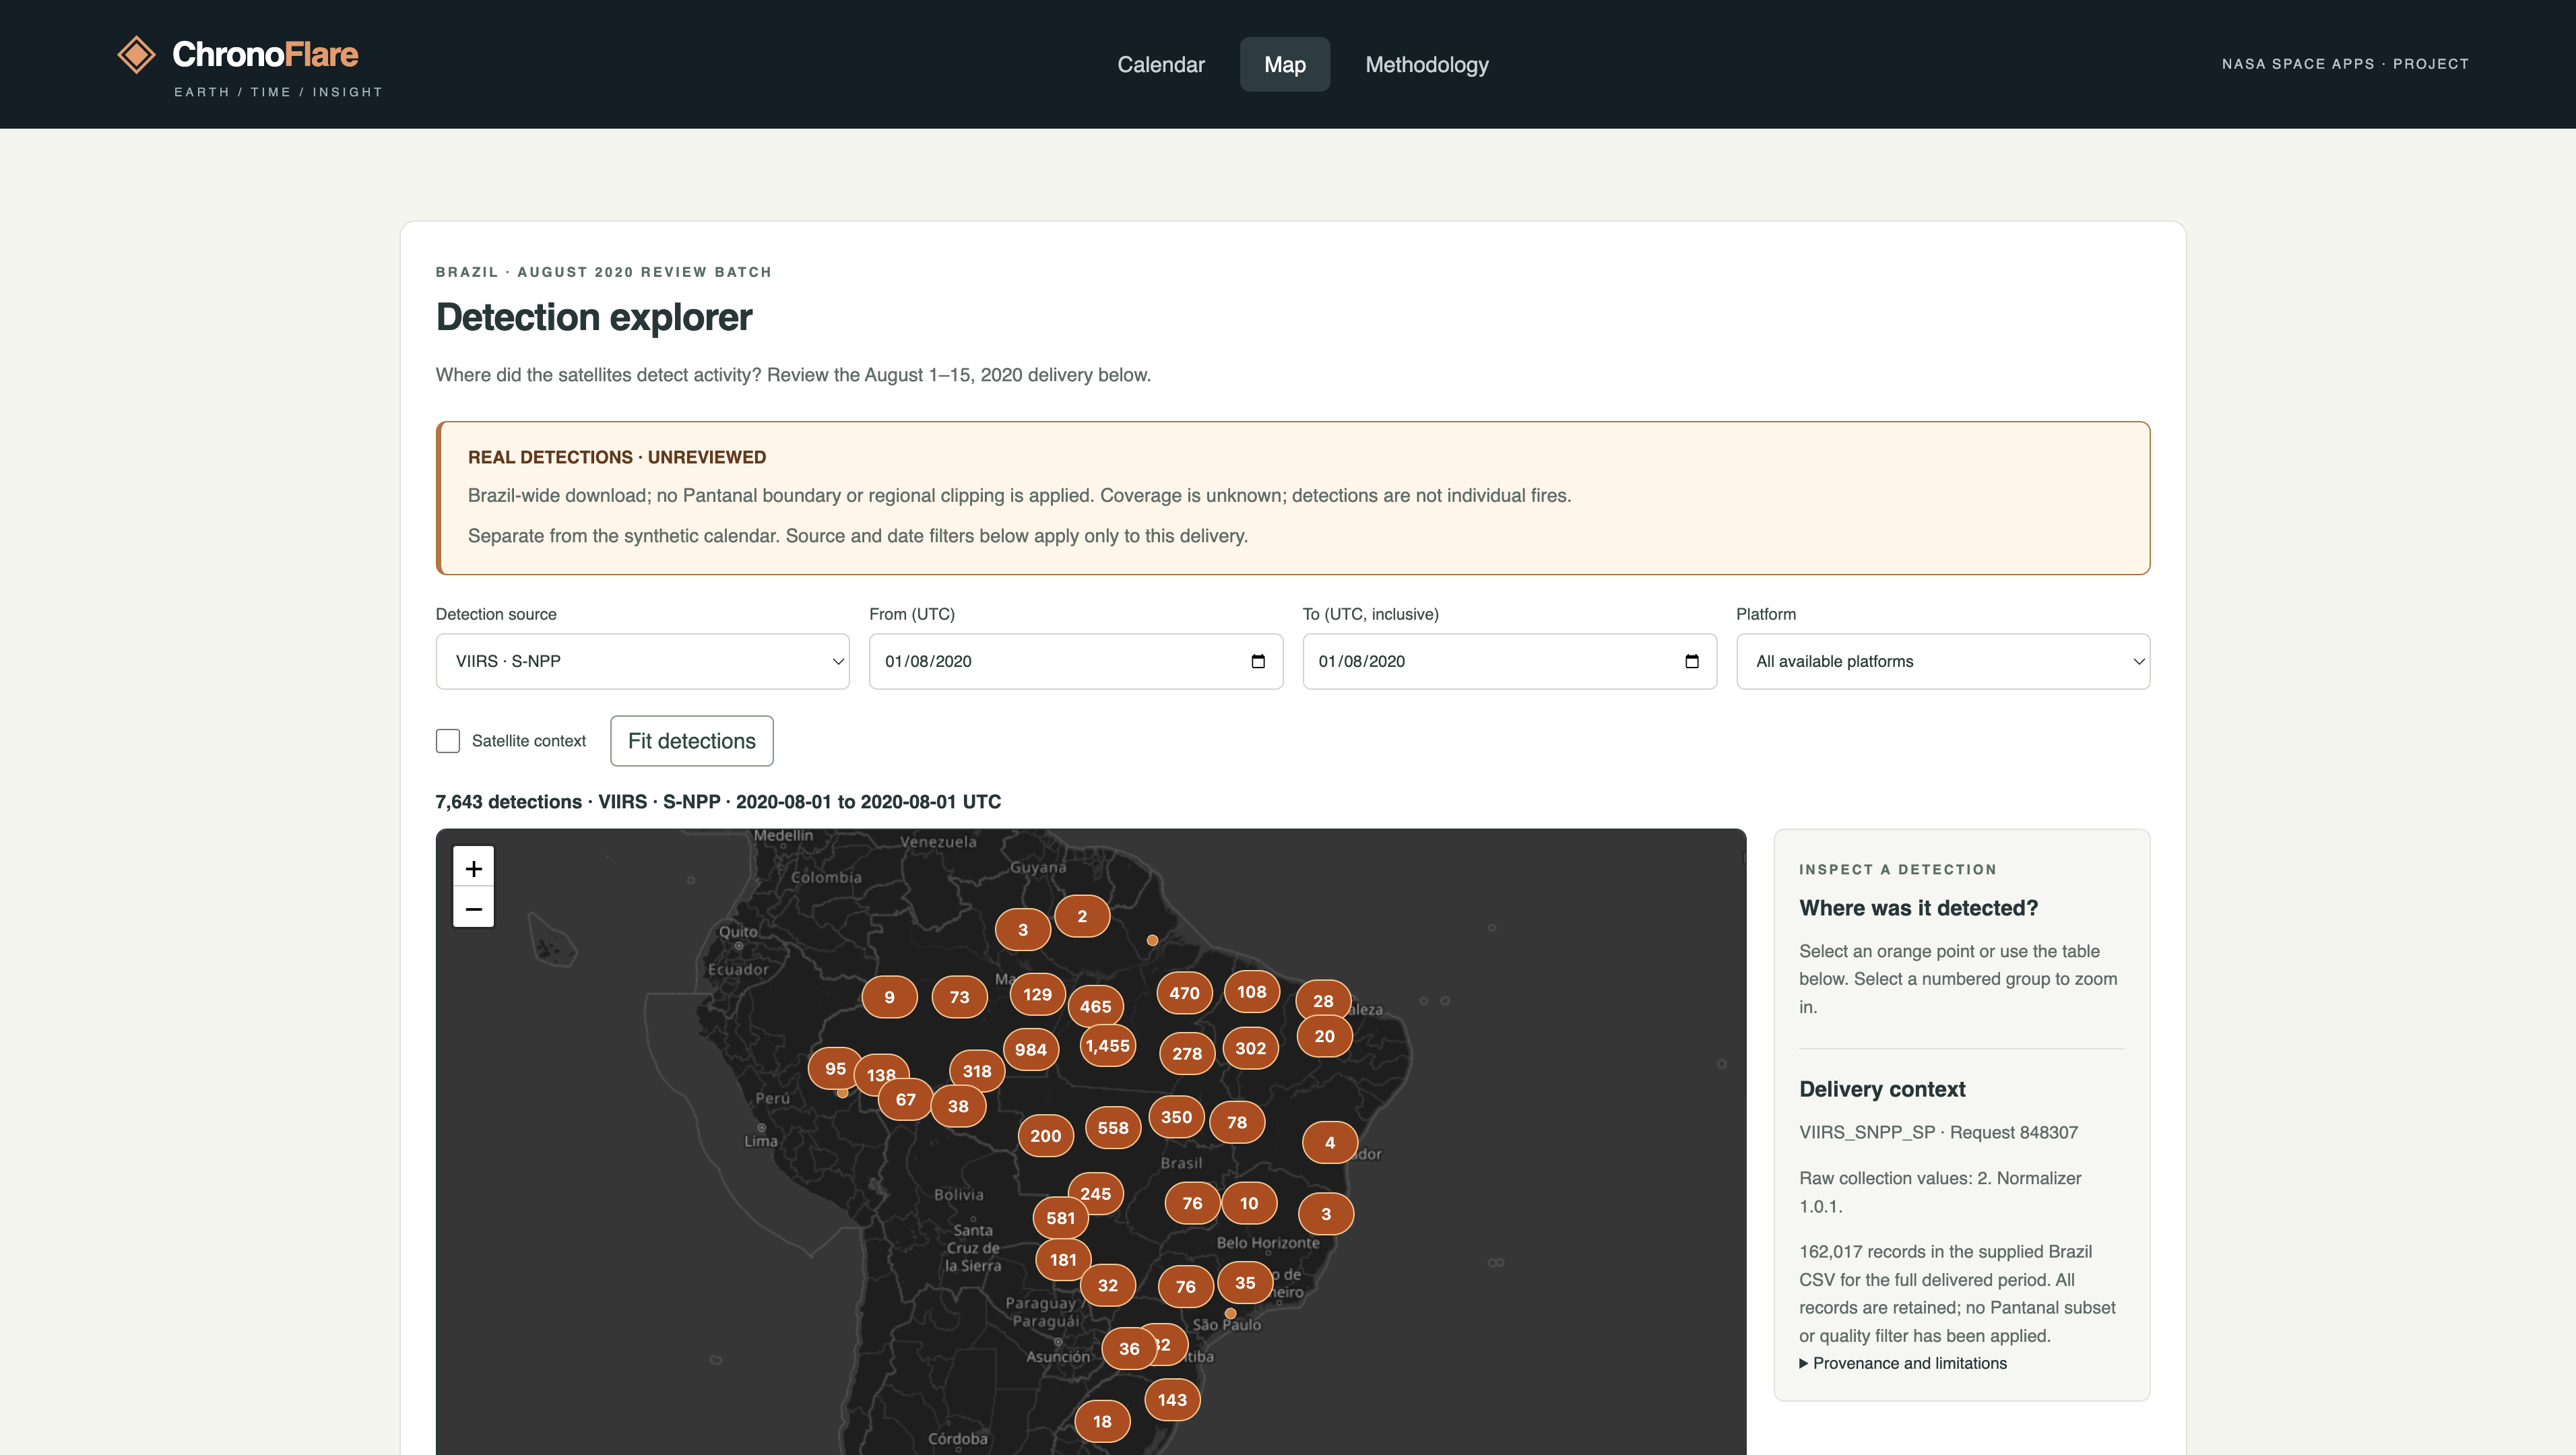 ChronoFlare
EARTH / TIME / INSIGHT
Calendar
Map
Methodology
NASA SPACE APPS · PROJECT
BRAZIL · AUGUST 2020 REVIEW BATCH
Detection explorer
Where did the satellites detect activity? Review the August 1–15, 2020 delivery below.
REAL DETECTIONS · UNREVIEWED
Brazil-wide download; no Pantanal boundary or regional clipping is applied. Coverage is unknown; detections are not individual fires.
Separate from the synthetic calendar. Source and date filters below apply only to this delivery.
Detection source
From (UTC)
To (UTC, inclusive)
Platform
VIIRS · S-NPP
01/08/2020
01/08/2020
All available platforms
Satellite context
Fit detections
7,643 detections · VIIRS · S-NPP · 2020-08-01 to 2020-08-01 UTC
+
−
Medellín
Venezuela
Guyana
Colombia
2
3
Quito
Ecuador
9
73
129
465
470
108
28
20
984
1,455
278
302
95
138
318
67
38
Perú
Lima
200
558
350
78
4
Brasil
Bolivia
245
76
10
3
581
Santa
Cruz de
la Sierra
Belo Horizonte
181
32
76
35
Paraguay /
Paraguái
São Paulo
36
Asunción
143
18
Córdoba
INSPECT A DETECTION
Where was it detected?
Select an orange point or use the table
below. Select a numbered group to zoom
in.
Delivery context
VIIRS_SNPP_SP · Request 848307
Raw collection values: 2. Normalizer
1.0.1.
162,017 records in the supplied Brazil
CSV for the full delivered period. All
records are retained; no Pantanal subset
or quality filter has been applied.
Provenance and limitations